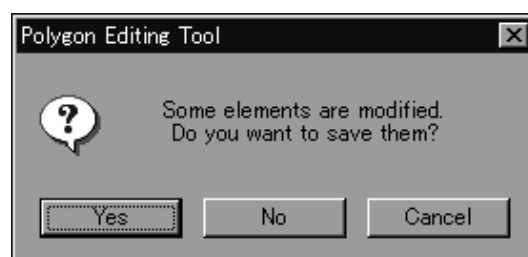 Polygon Editing Tool
Some elements are modified.
Do you want to save them?
Yes No Cancel